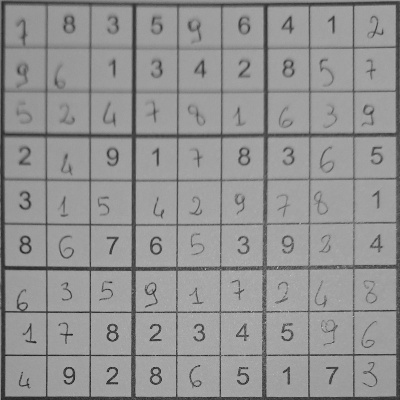 7 8 3 5 9 6 4 1 2
9 6 1 3 4 2 8 5 7
5 2 4 7 8 1 6 3 9
2 4 9 1 7 8 3 6 5
3 1 5 4 2 9 7 8 1
8 6 7 6 5 3 9 2 4
6 3 5 9 1 7 2 4 8
1 7 8 2 3 4 5 9 6
4 9 2 8 6 5 1 7 3